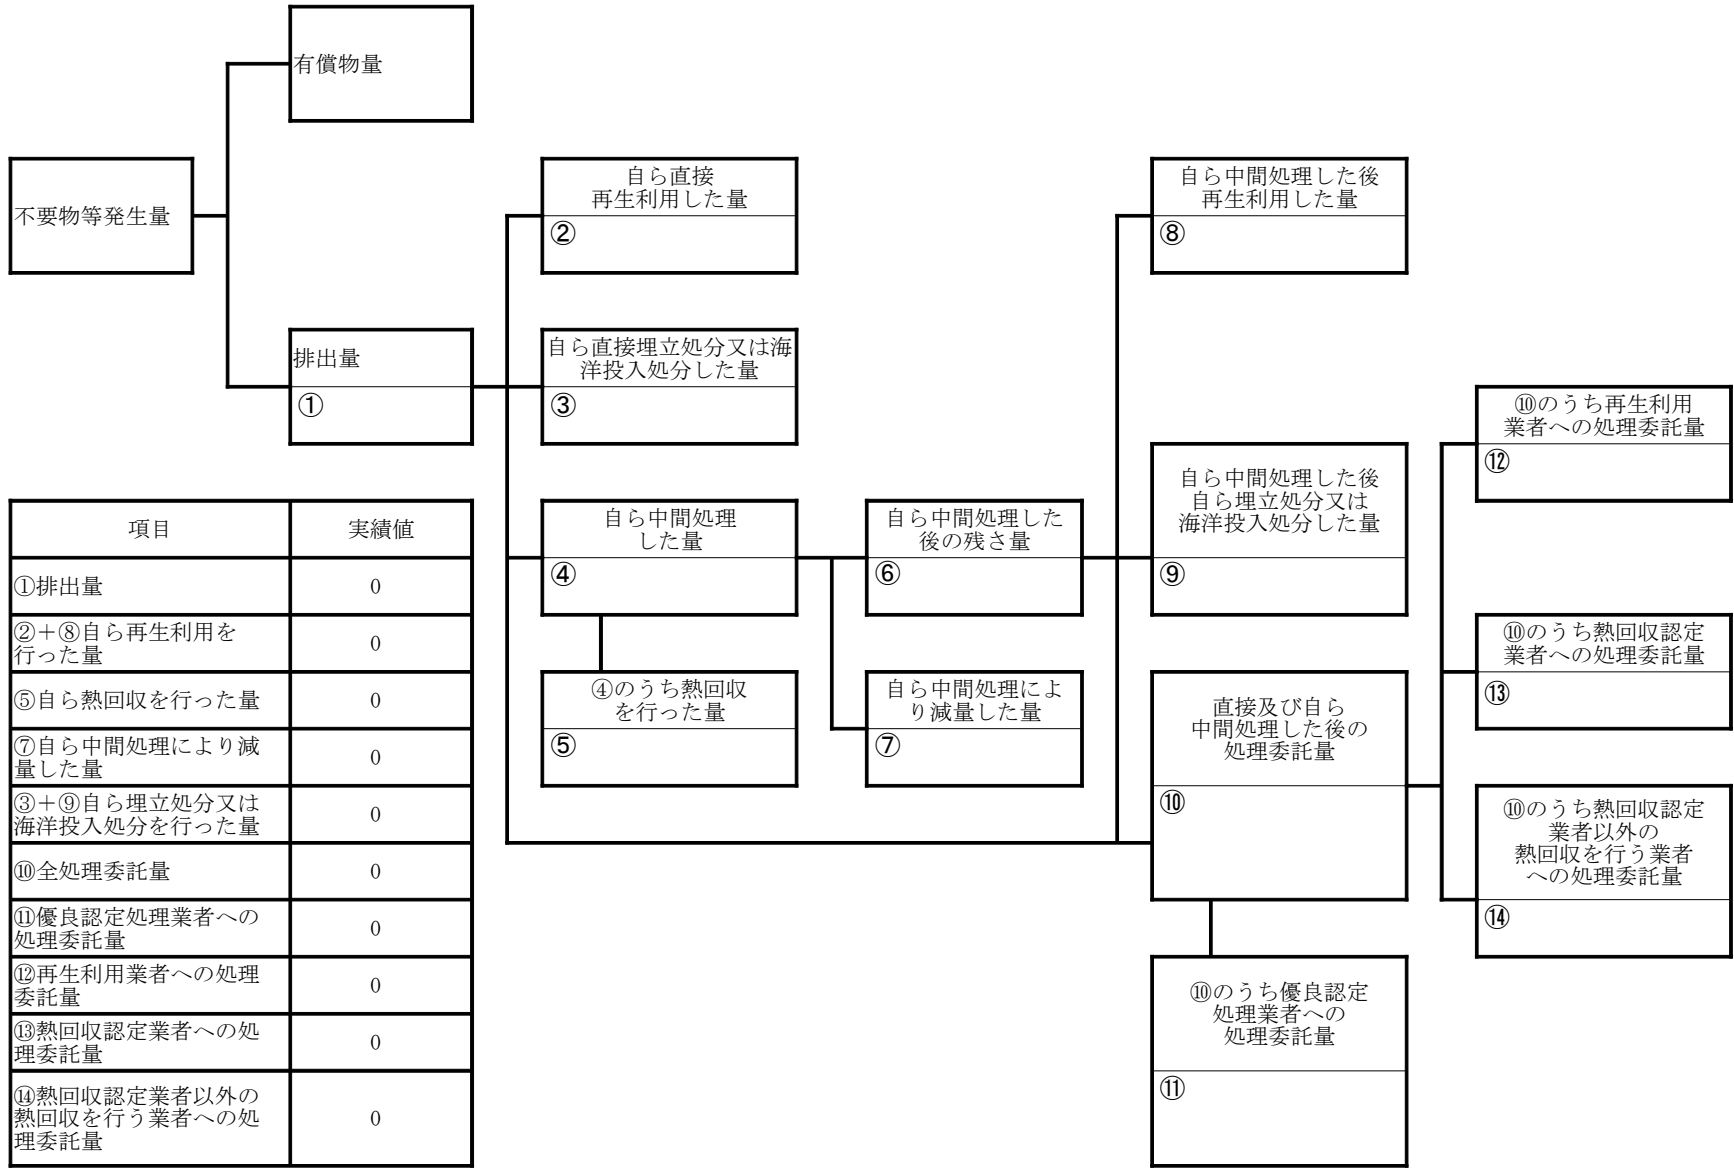 有償物量
不要物等発生量
自ら直接
再生利用した量
②
自ら中間処理した後
再生利用した量
⑧
排出量
①
自ら直接埋立処分又は海
洋投入処分した量
③
⑩のうち再生利用
業者への処理委託量
⑫
自ら中間処理
した量
④
自ら中間処理した
後の残さ量
⑥
自ら中間処理した後
自ら埋立処分又は
海洋投入処分した量
⑨
⑩のうち熱回収認定
業者への処理委託量
⑬
④のうち熱回収
を行った量
⑤
自ら中間処理によ
り減量した量
⑦
直接及び自ら
中間処理した後の
処理委託量
⑩
⑩のうち熱回収認定
業者以外の
熱回収を行う業者
への処理委託量
⑭
⑩のうち優良認定
処理業者への
処理委託量
⑪
項目 実績値
①排出量 0
②+⑧自ら再生利用を
行った量 0
⑤自ら熱回収を行った量 0
⑦自ら中間処理により減
量した量 0
③+⑨自ら埋立処分又は
海洋投入処分を行った量 0
⑩全処理委託量 0
⑪優良認定処理業者への
処理委託量 0
⑫再生利用業者への処理
委託量 0
⑬熱回収認定業者への処
理委託量 0
⑭熱回収認定業者以外の
熱回収を行う業者への処 0
理委託量